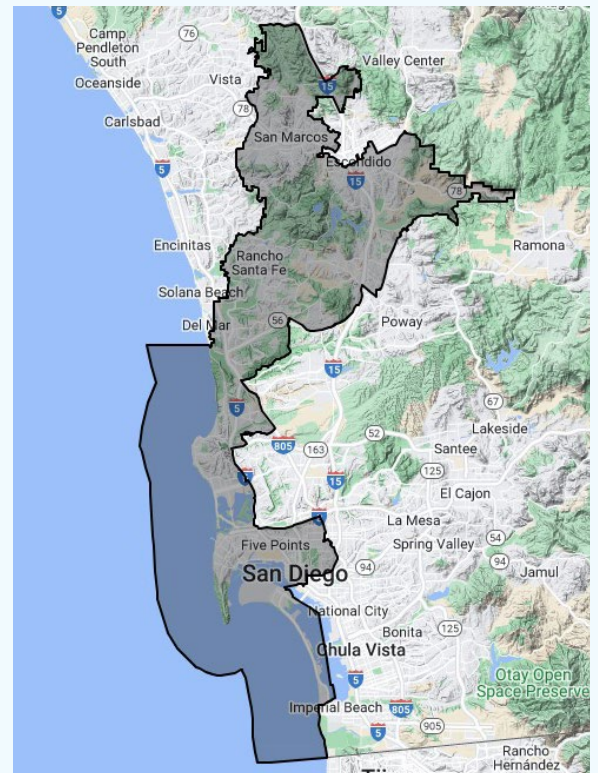 5
Camp
Pendleton
South
76
Valley Center
Oceanside
Vista
15
78
Carlsbad
San Marcos
5
Escondido
15
78
Encinitas
Ramona
Rancho
Santa Fe
Solana Beach
56
Del Mar
Poway
15
67
5
Lakeside
52
805
163
Santee
125
5
15
El Cajon
5
La Mesa
54
Five Points
Spring Valley
94
94
San Diego
Jamul
National City
Bonita
125
Chula Vista
5
Otay Open
Space Preserve
Imperial Beach
805
905
5
Rancho
Hernández